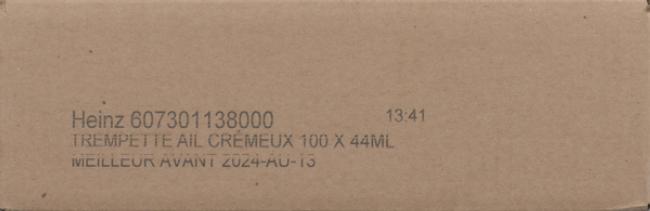 Heinz 607301138000 13:41
TREMPETTE AIL CRÉMEUX 100 X 44ML
MEILLEUR AVANT 2024-AU-13